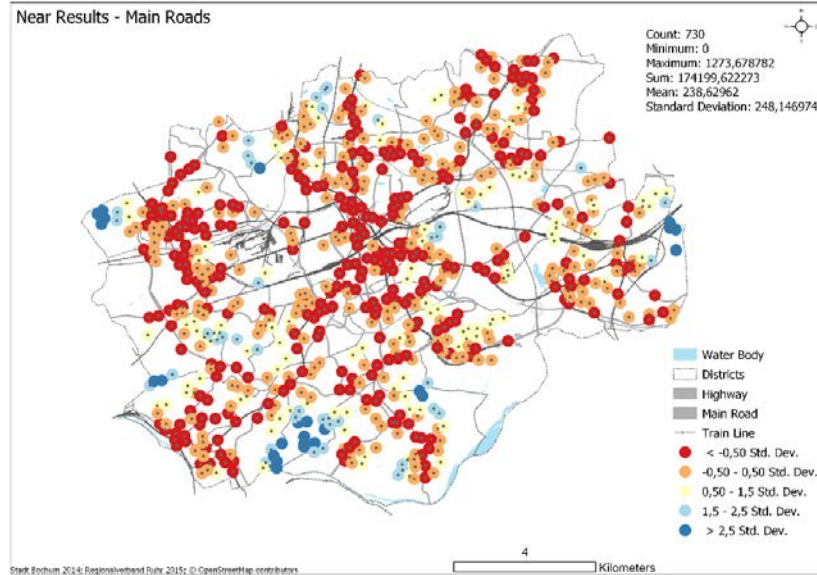 Near Results - Main Roads
Count: 730
Minimum: 0
Maximum: 1273,678782
Sum: 174199,622273
Mean: 238,62962
Standard Deviation: 248,146974
Water Body
Districts
Highway
Main Road
Train Line
< -0,50 Std. Dev.
-0,50 - 0,50 Std. Dev.
0,50 - 1,5 Std. Dev.
1,5 - 2,5 Std. Dev.
> 2,5 Std. Dev.
4
Kilometers
Stadt Bochum 2014; Regionalverband Ruhr 2015; © OpenStreetMap contributors